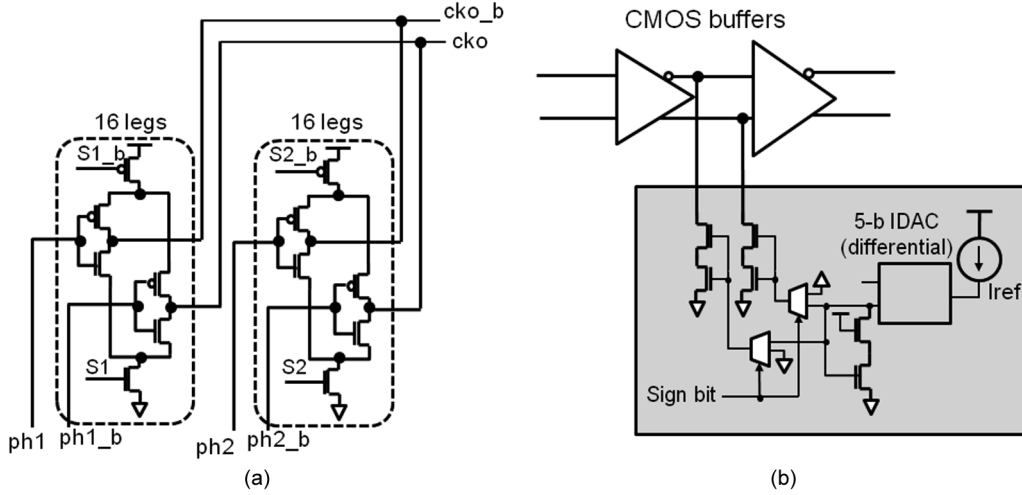 cko_b
cko
16 legs
16 legs
S1_b
S2_b
S1
S2
ph1
ph1_b
ph2
ph2_b
(a)
CMOS buffers
5-b IDAC
(differential)
Iref
Sign bit
(b)